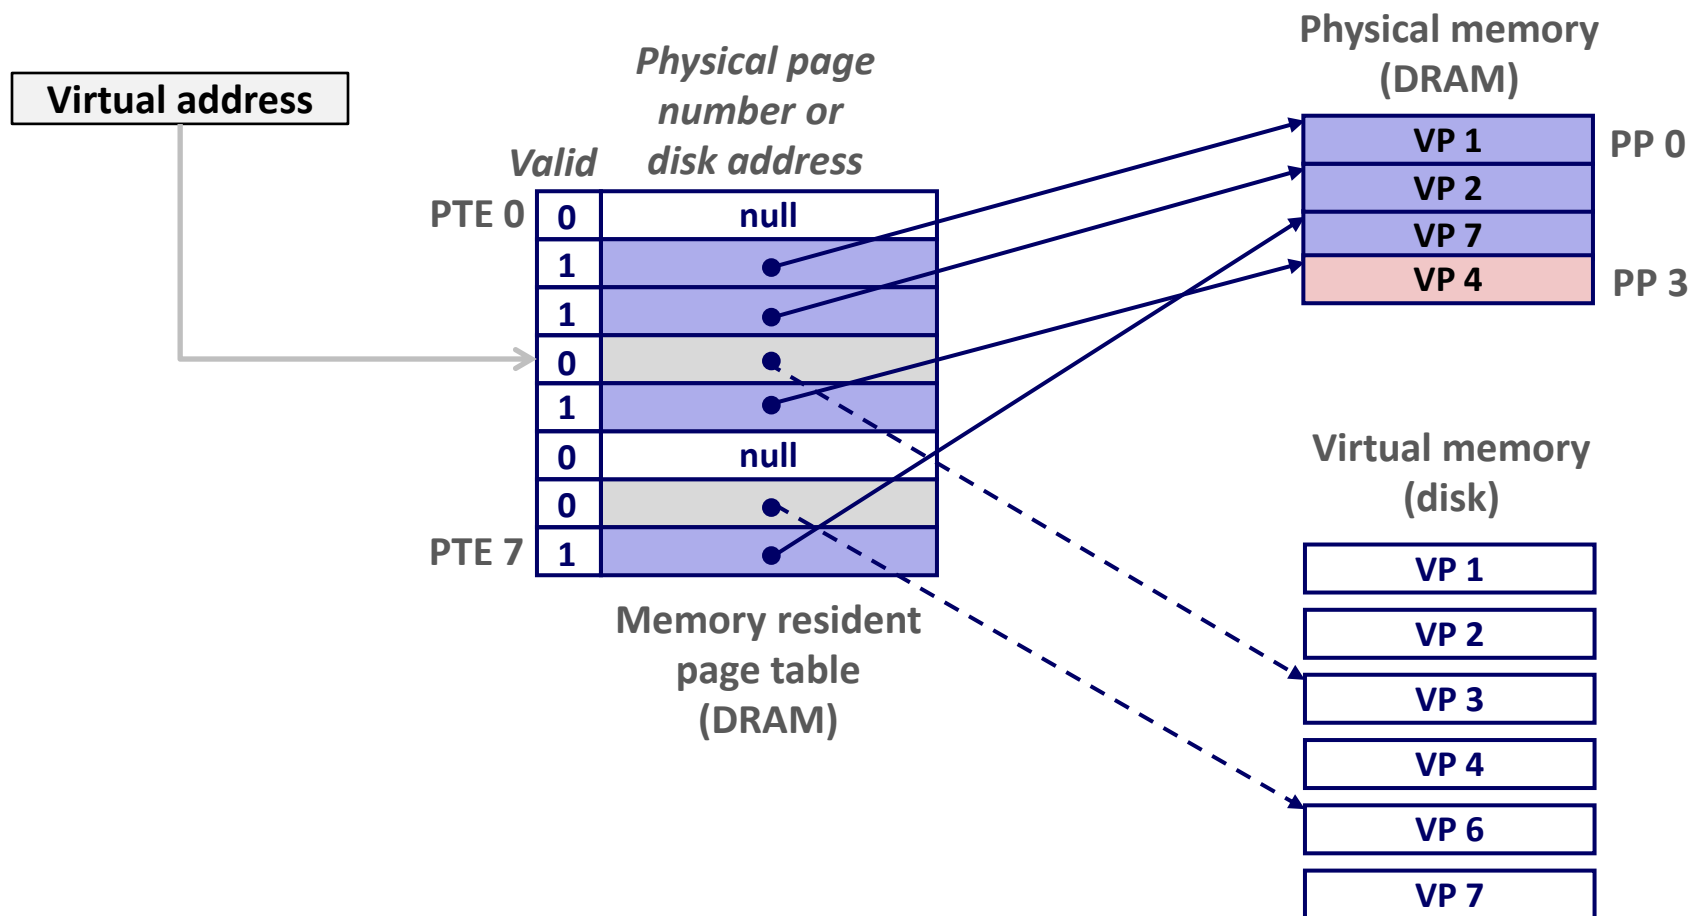 Virtual address
Physical page
number or
disk address
Valid
PTE 0
0
null
1
1
0
1
0
null
0
PTE 7
1
Memory resident
page table
(DRAM)
Physical memory
(DRAM)
VP 1
PP 0
VP 2
VP 7
VP 4
PP 3
Virtual memory
(disk)
VP 1
VP 2
VP 3
VP 4
VP 6
VP 7